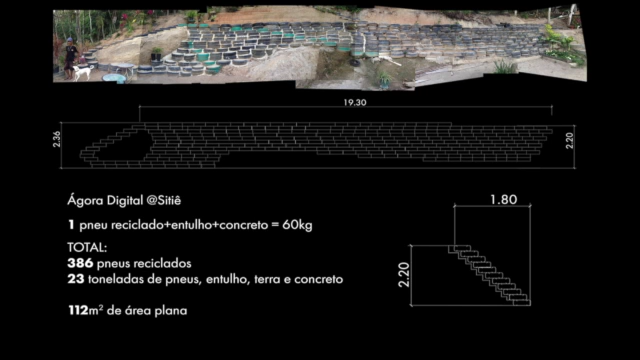 19.30
2.36
2.20
Ágora Digital @Sitiê
1 pneu reciclado+entulho+concreto = 60kg
TOTAL:
386 pneus reciclados
23 toneladas de pneus, entulho, terra e concreto
112m² de área plana
1.80
2.20